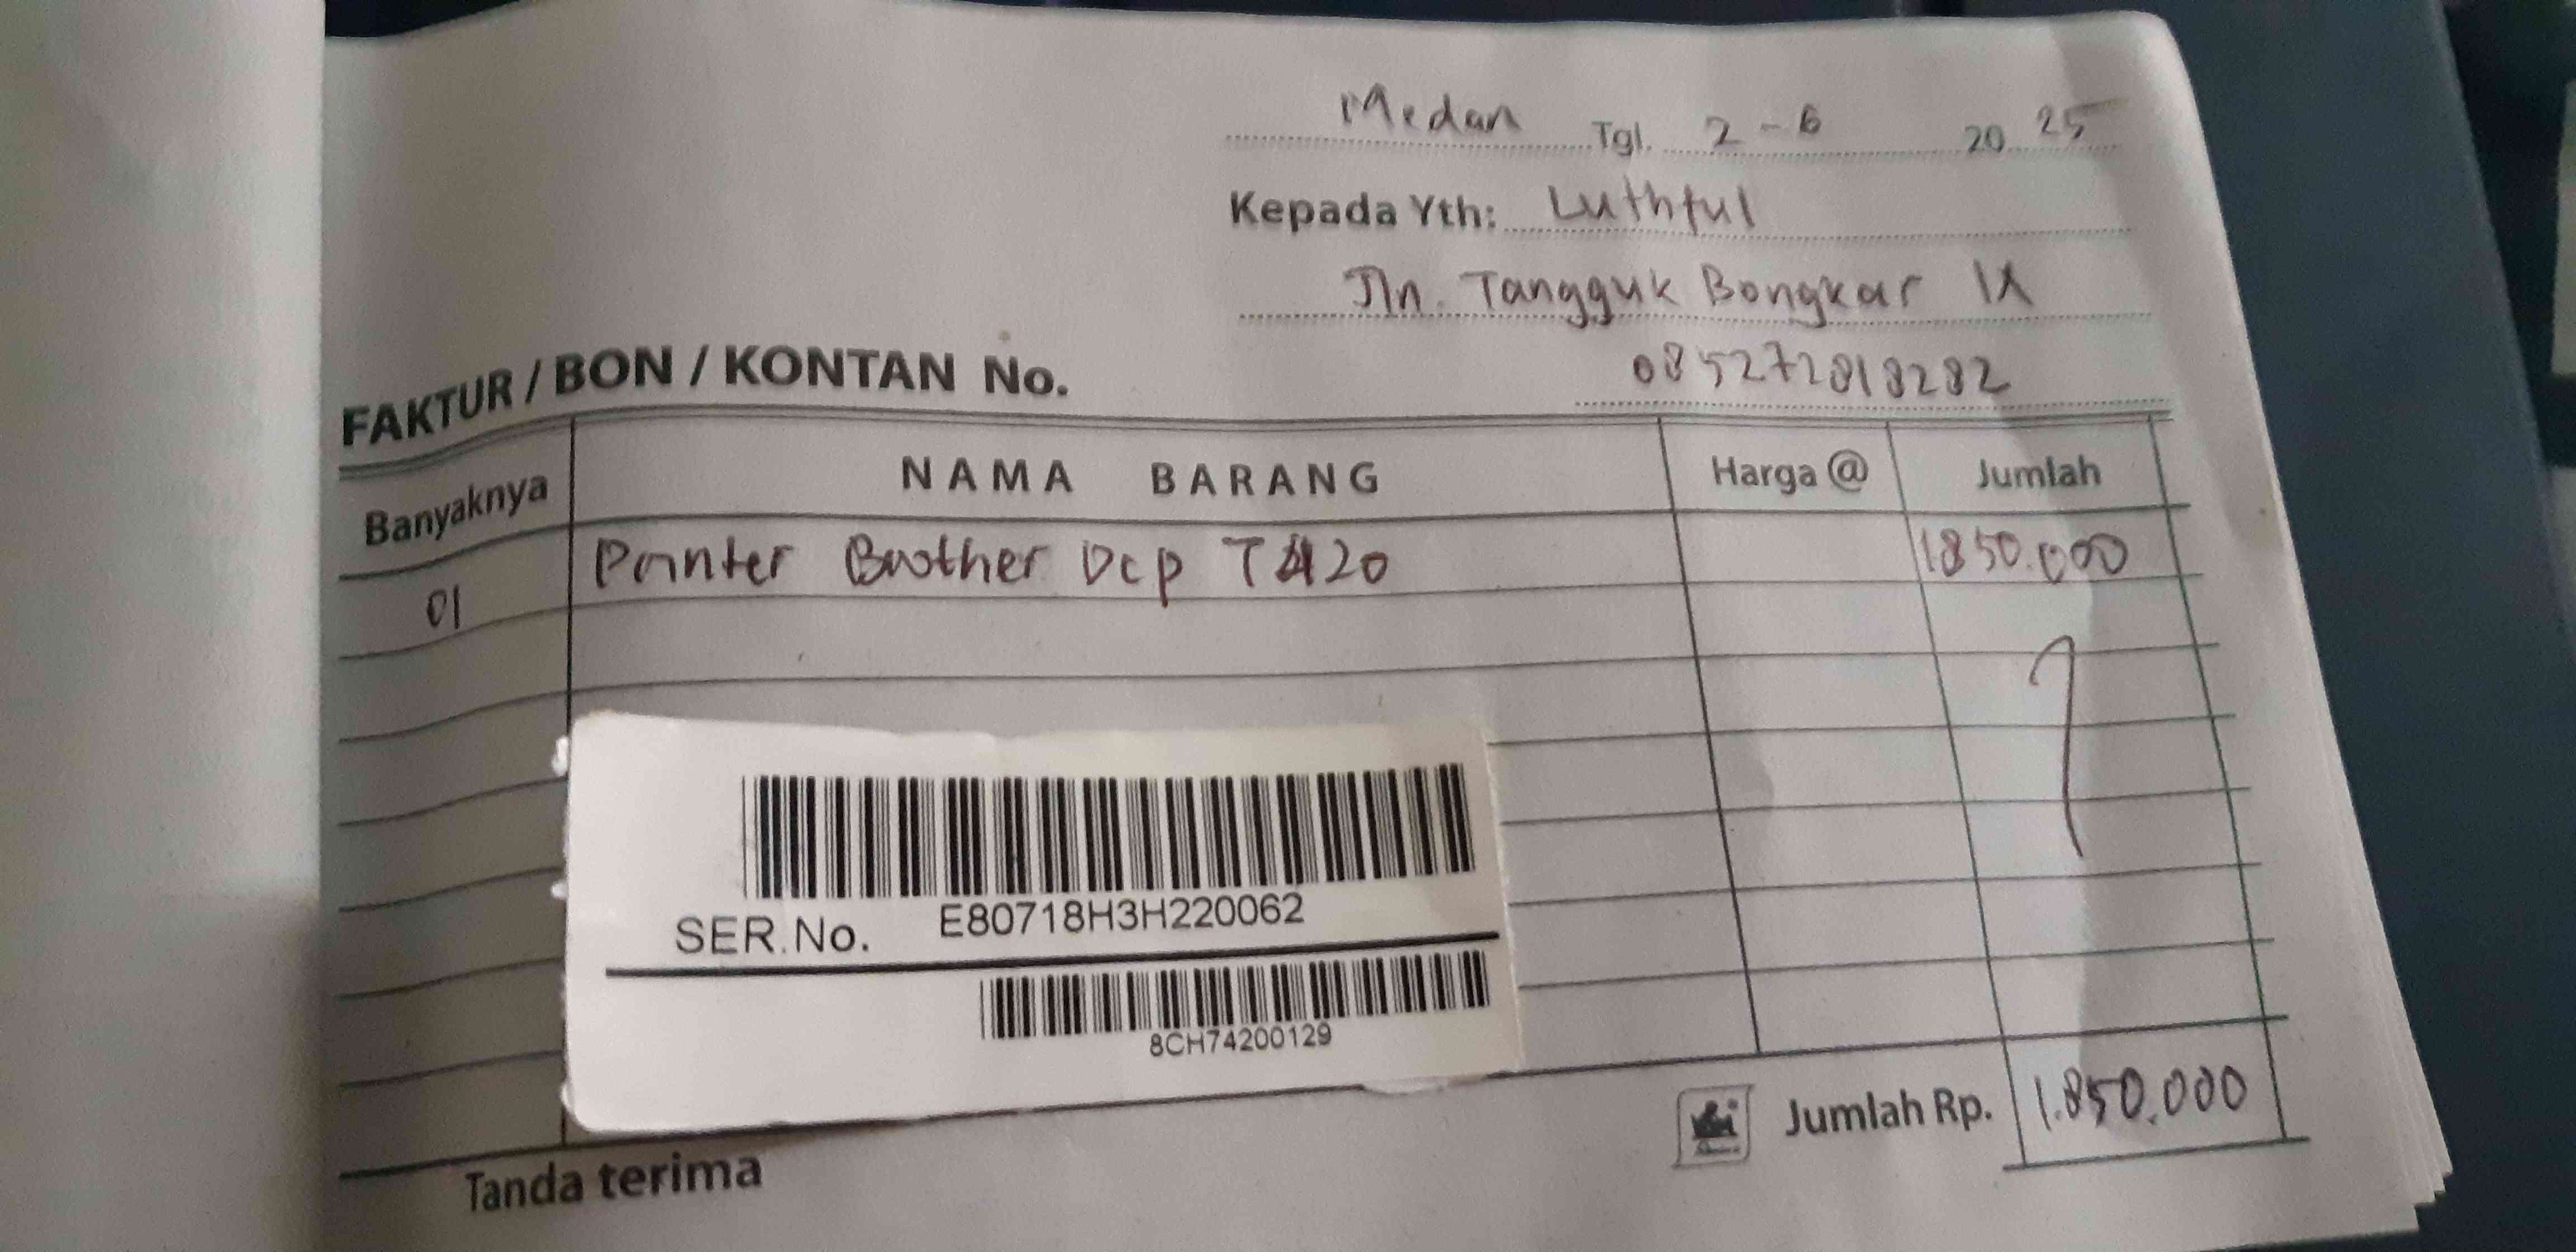 Medan Tgl. 2 - 6 20 25
Kepada Yth: Luthful
Jln. Tangguk Bongkar IX
085272818282
FAKTUR / BON / KONTAN No.
Banyaknya NAMA BARANG Harga @ Jumlah
01 Printer Brother Dcp T420 1850.000
SER.No. E80718H3H220062
8CH74200129
Jumlah Rp. 1.850.000
Tanda terima